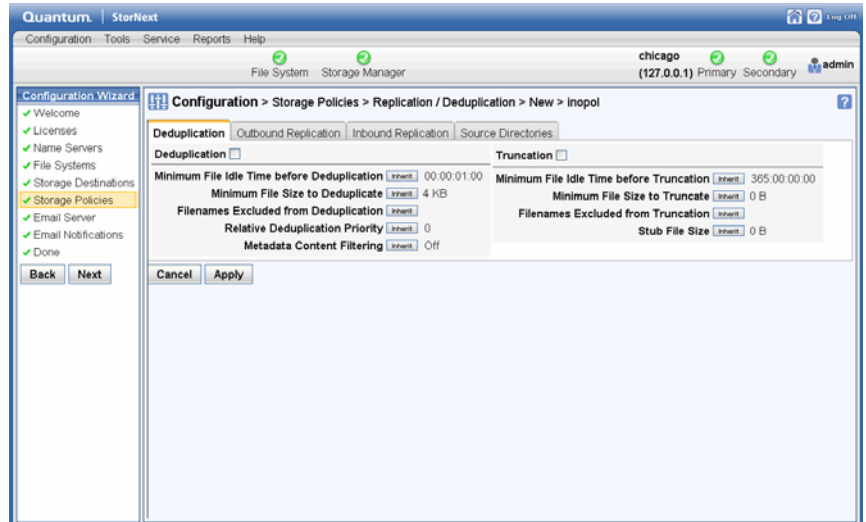 Quantum. StorNext
Log Off
Configuration Tools Service Reports Help
File System Storage Manager
chicago
(127.0.0.1) Primary Secondary
admin
Configuration Wizard
Welcome
Licenses
Name Servers
File Systems
Storage Destinations
Storage Policies
Email Server
Email Notifications
Done
Back Next
Configuration > Storage Policies > Replication / Deduplication > New > inopol
?
Deduplication Outbound Replication Inbound Replication Source Directories
Deduplication
Minimum File Idle Time before Deduplication Inherit 00:00:01:00
Minimum File Size to Deduplicate Inherit 4 KB
Filenames Excluded from Deduplication Inherit
Relative Deduplication Priority Inherit 0
Metadata Content Filtering Inherit Off
Truncation
Minimum File Idle Time before Truncation Inherit 365:00:00:00
Minimum File Size to Truncate Inherit 0 B
Filenames Excluded from Truncation Inherit
Stub File Size Inherit 0 B
Cancel Apply